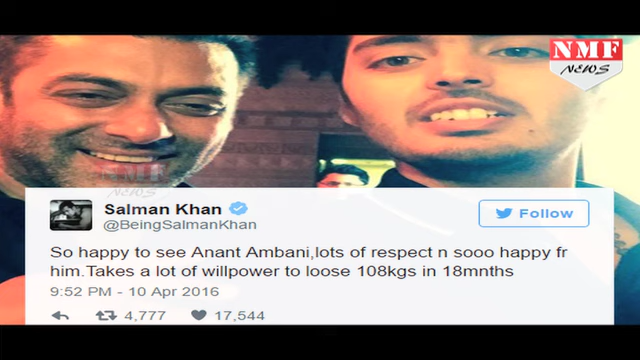 NMF
NEWS
NMF
NEWS
Salman Khan
@BeingSalmanKhan
Follow
So happy to see Anant Ambani,lots of respect n sooo happy fr
him.Takes a lot of willpower to loose 108kgs in 18mnths
9:52 PM - 10 Apr 2016
4,777
17,544